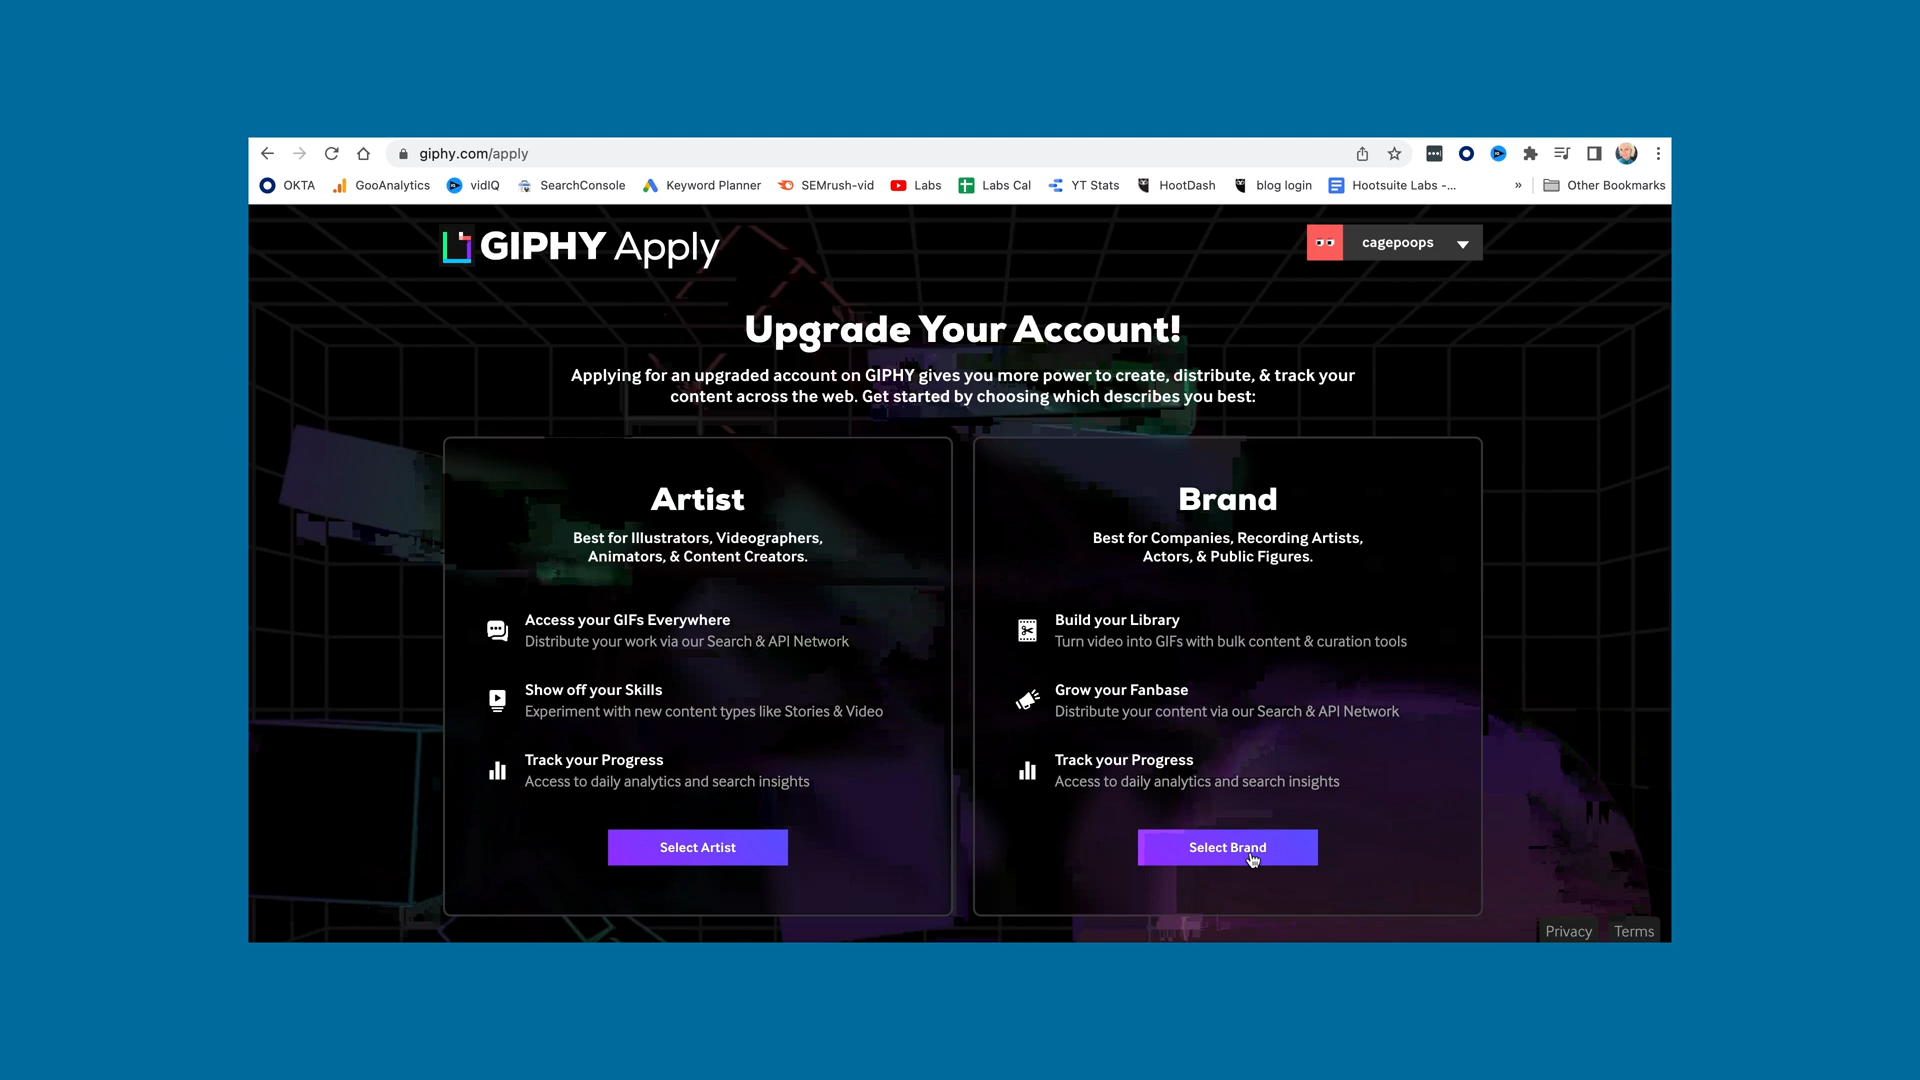 giphy.com/apply
OKTA GooAnalytics vidIQ SearchConsole Keyword Planner SEMrush-vid Labs Labs Cal YT Stats HootDash blog login Hootsuite Labs -... » Other Bookmarks
GIPHY Apply
cagepoops
Upgrade Your Account!
Applying for an upgraded account on GIPHY gives you more power to create, distribute, & track your
content across the web. Get started by choosing which describes you best:
Artist
Best for Illustrators, Videographers,
Animators, & Content Creators.
Access your GIFs Everywhere
Distribute your work via our Search & API Network
Show off your Skills
Experiment with new content types like Stories & Video
Track your Progress
Access to daily analytics and search insights
Select Artist
Brand
Best for Companies, Recording Artists,
Actors, & Public Figures.
Build your Library
Turn video into GIFs with bulk content & curation tools
Grow your Fanbase
Distribute your content via our Search & API Network
Track your Progress
Access to daily analytics and search insights
Select Brand
Privacy Terms